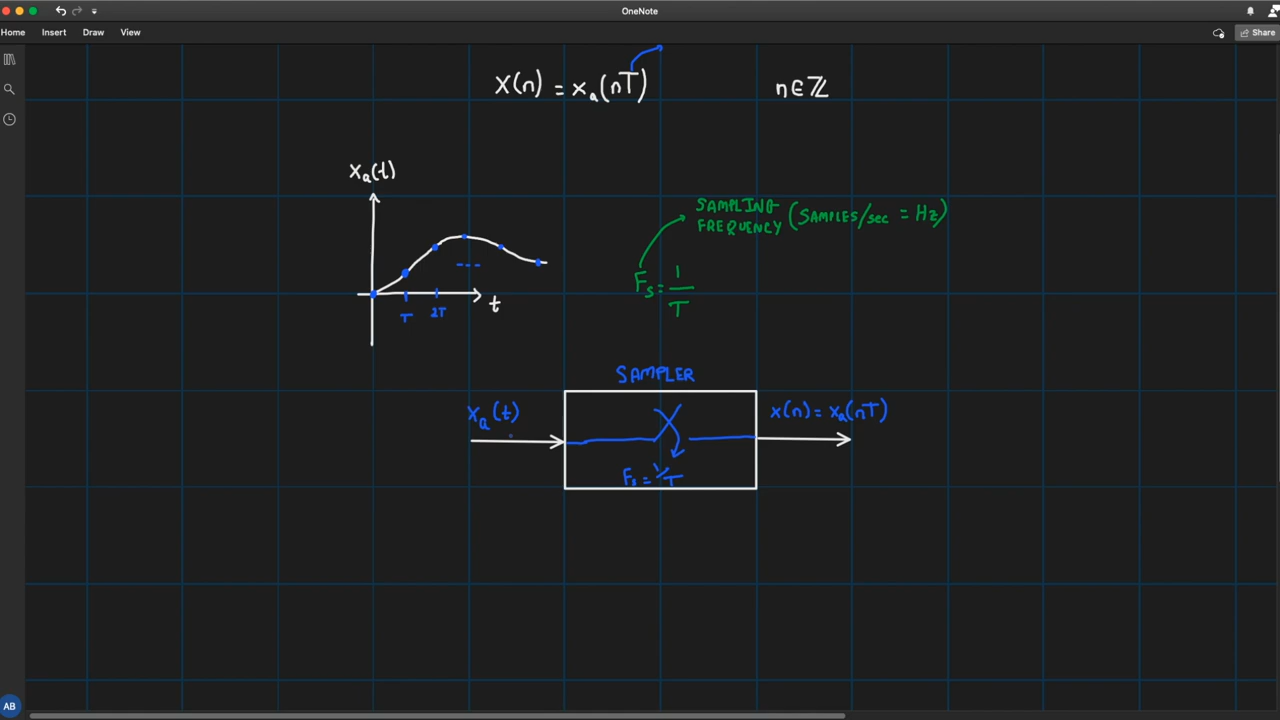 OneNote
Home Insert Draw View
Share
X(n) = xₐ(nT) n∈ℤ
xₐ(t)
SAMPLING
FREQUENCY (SAMPLES/sec = Hz)
Fₛ = 1/T
T 2T t
SAMPLER
xₐ(t)
x(n) = xₐ(nT)
Fₛ = 1/T
AB